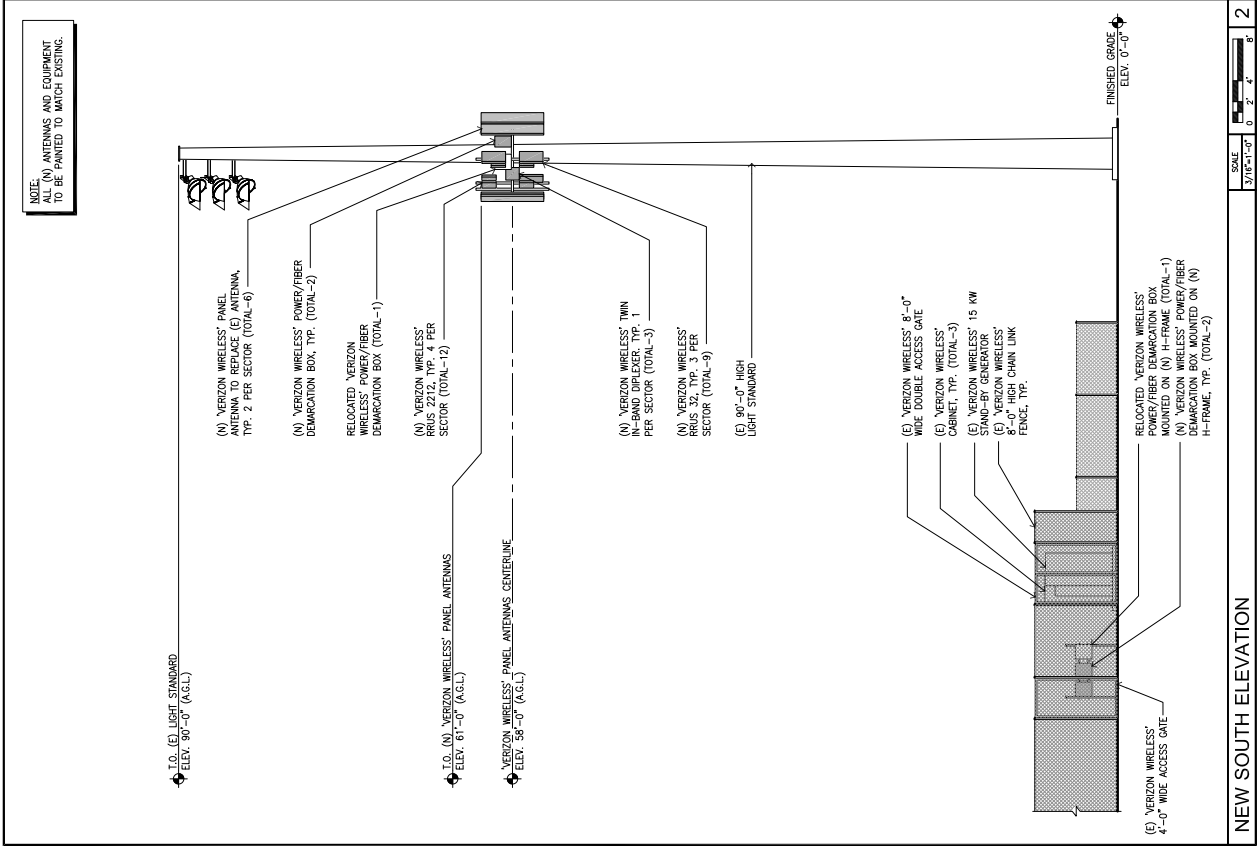 NOTE:
ALL (N) ANTENNAS AND EQUIPMENT
TO BE PAINTED TO MATCH EXISTING.
T.O. (E) LIGHT STANDARD
ELEV. 90'-0" (A.G.L.)
(N) 'VERIZON WIRELESS' PANEL
ANTENNA TO REPLACE (E) ANTENNA,
TYP. 2 PER SECTOR (TOTAL-6)
(N) 'VERIZON WIRELESS' POWER/FIBER
DEMARCATION BOX, TYP. (TOTAL-2)
RELOCATED 'VERIZON
WIRELESS' POWER/FIBER
DEMARCATION BOX (TOTAL-1)
(N) 'VERIZON WIRELESS'
RRUS 2212, TYP. 4 PER
SECTOR (TOTAL-12)
T.O. (N) 'VERIZON WIRELESS' PANEL ANTENNAS
ELEV. 61'-0" (A.G.L.)
'VERIZON WIRELESS' PANEL ANTENNAS CENTERLINE
ELEV. 58'-0" (A.G.L.)
(N) 'VERIZON WIRELESS' TWIN
IN-BAND DIPLEXER. TYP. 1
PER SECTOR (TOTAL-3)
(N) 'VERIZON WIRELESS'
RRUS 32, TYP. 3 PER
SECTOR (TOTAL-9)
(E) 90'-0" HIGH
LIGHT STANDARD
(E) 'VERIZON WIRELESS' 8'-0"
WIDE DOUBLE ACCESS GATE
(E) 'VERIZON WIRELESS'
CABINET, TYP. (TOTAL-3)
(E) 'VERIZON WIRELESS' 15 KW
STAND-BY GENERATOR
(E) 'VERIZON WIRELESS'
8'-0" HIGH CHAIN LINK
FENCE, TYP.
FINISHED GRADE
ELEV. 0'-0"
RELOCATED 'VERIZON WIRELESS'
POWER/FIBER DEMARCATION BOX
MOUNTED ON (N) H-FRAME (TOTAL-1)
(N) 'VERIZON WIRELESS' POWER/FIBER
DEMARCATION BOX MOUNTED ON (N)
H-FRAME, TYP. (TOTAL-2)
(E) 'VERIZON WIRELESS'
4'-0" WIDE ACCESS GATE
NEW SOUTH ELEVATION
SCALE
3/16"=1'-0"
0 2' 4' 8'
2